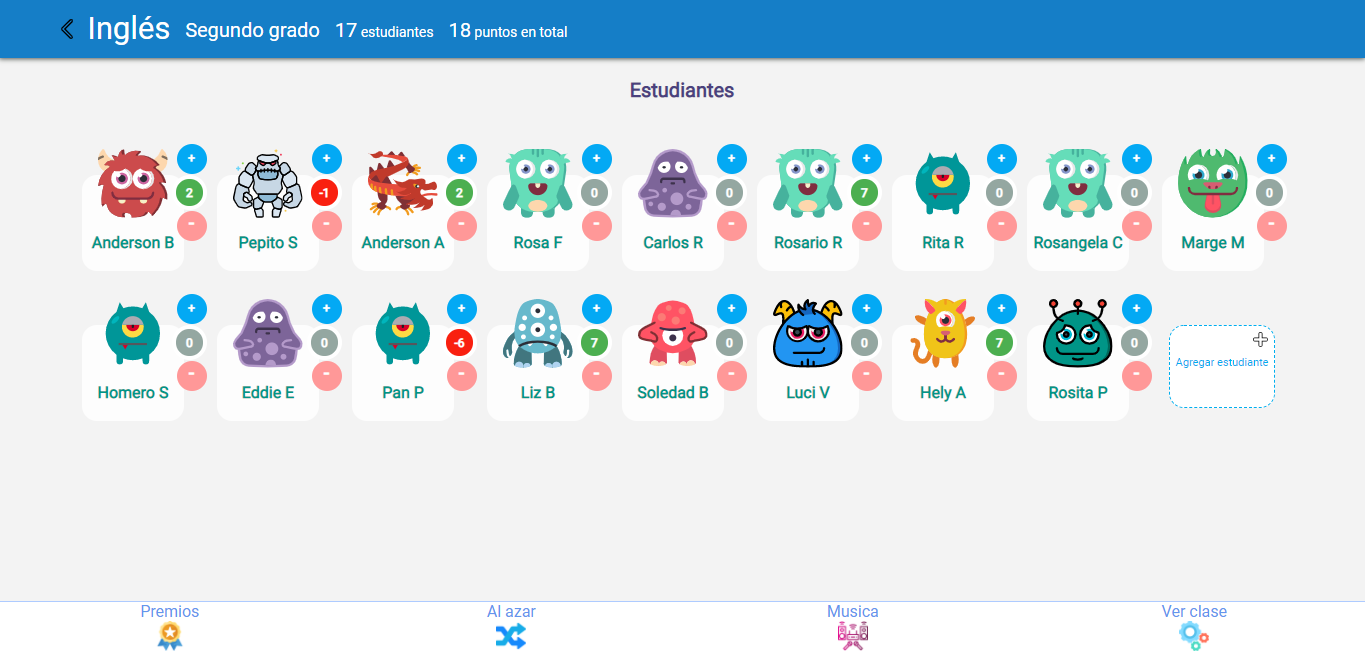 Inglés Segundo grado 17 estudiantes 18 puntos en total
Estudiantes
+ + + + + + + + +
2 -1 2 0 0 7 0 0 0
- - - - - - - - -
Anderson B Pepito S Anderson A Rosa F Carlos R Rosario R Rita R Rosangela C Marge M
+ + + + + + + +
0 0 -6 7 0 0 7 0
- - - - - - - -
Agregar estudiante
Homero S Eddie E Pan P Liz B Soledad B Luci V Hely A Rosita P
Premios Al azar Musica Ver clase